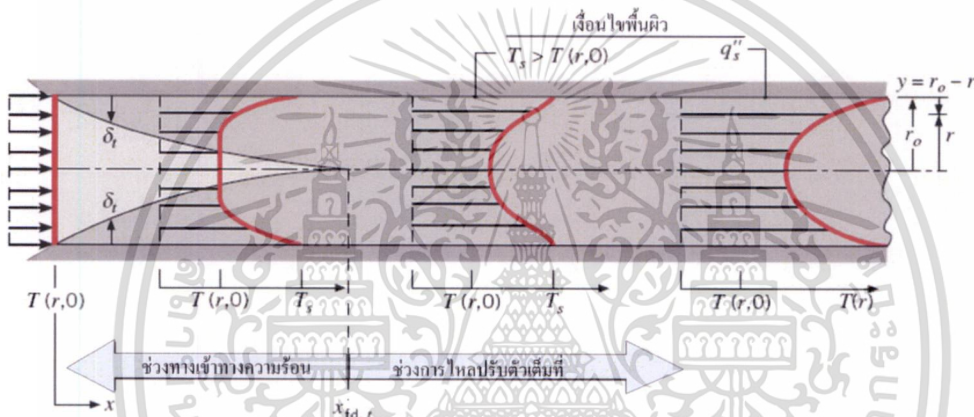 เงื่อนไขพื้นผิว
T_s > T (r,0) q_s''
y = r_o − r
δ_t
r_o
r
δ_t
T (r,0) T (r,0) T_s T (r,0) T_s T (r,0) T(r)
ช่วงทางเข้าทางความร้อน ช่วงการไหลปรับตัวเต็มที่
x x_fd, t